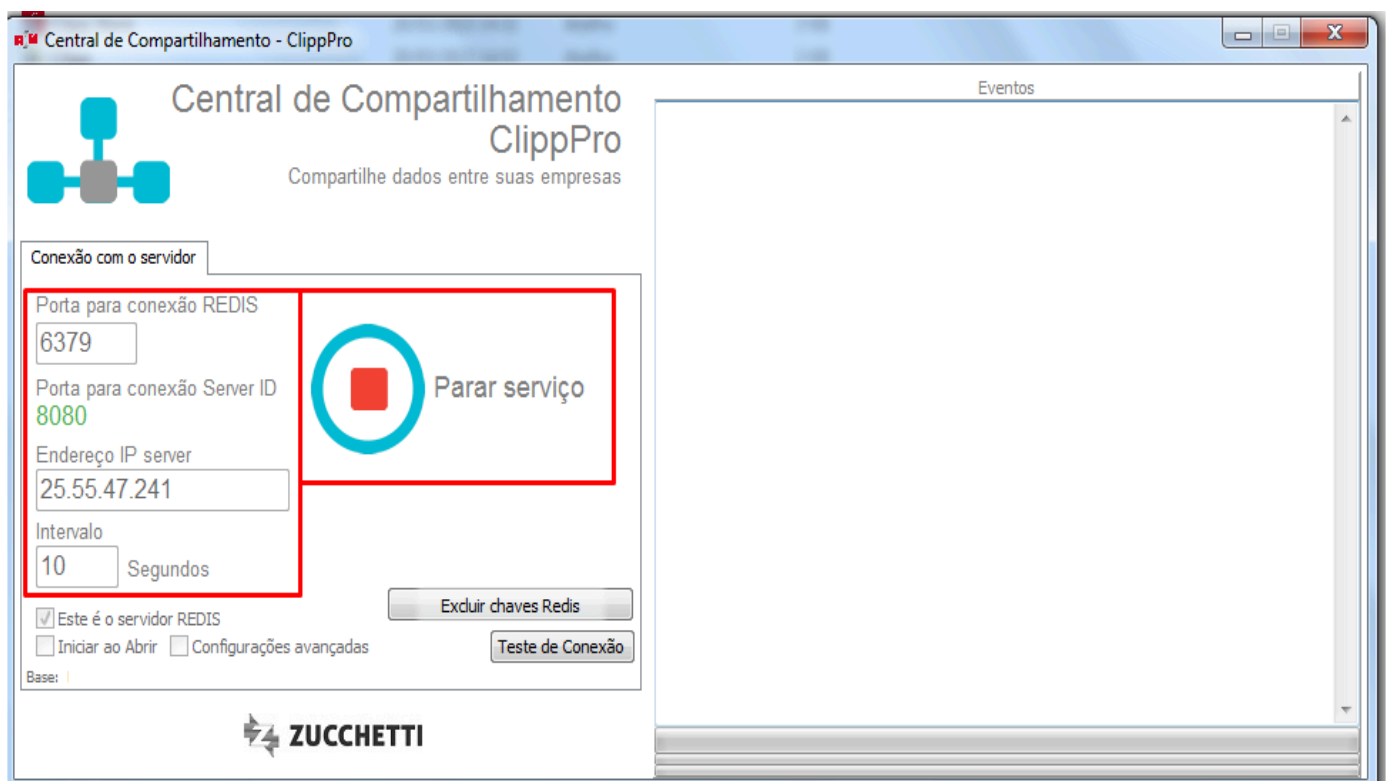 Central de Compartilhamento - ClippPro
Central de Compartilhamento
ClippPro
Compartilhe dados entre suas empresas
Eventos
Conexão com o servidor
Porta para conexão REDIS
6379
Porta para conexão Server ID
8080
Parar serviço
Endereço IP server
25.55.47.241
Intervalo
10 Segundos
Excluir chaves Redis
Este é o servidor REDIS
Iniciar ao Abrir Configurações avançadas
Teste de Conexão
Base:
ZUCCHETTI